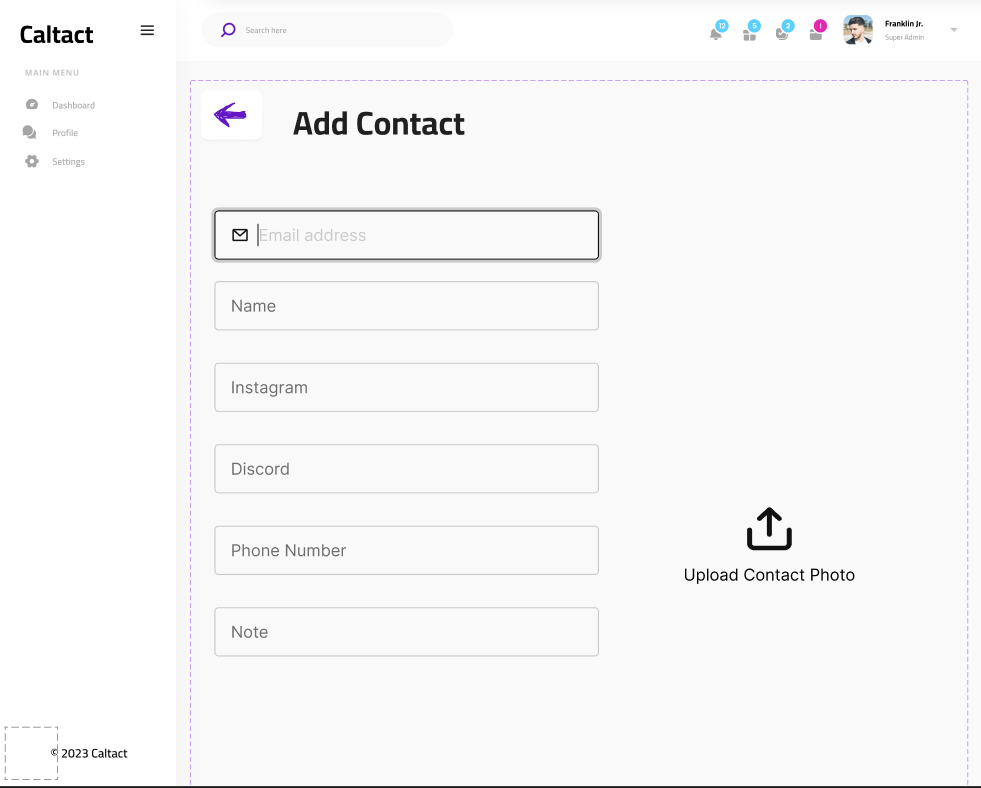 Caltact
MAIN MENU
Dashboard
Profile
Settings
Search here
12
5
2
!
Franklin Jr.
Super Admin
Add Contact
Email address
Name
Instagram
Discord
Phone Number
Note
Upload Contact Photo
© 2023 Caltact